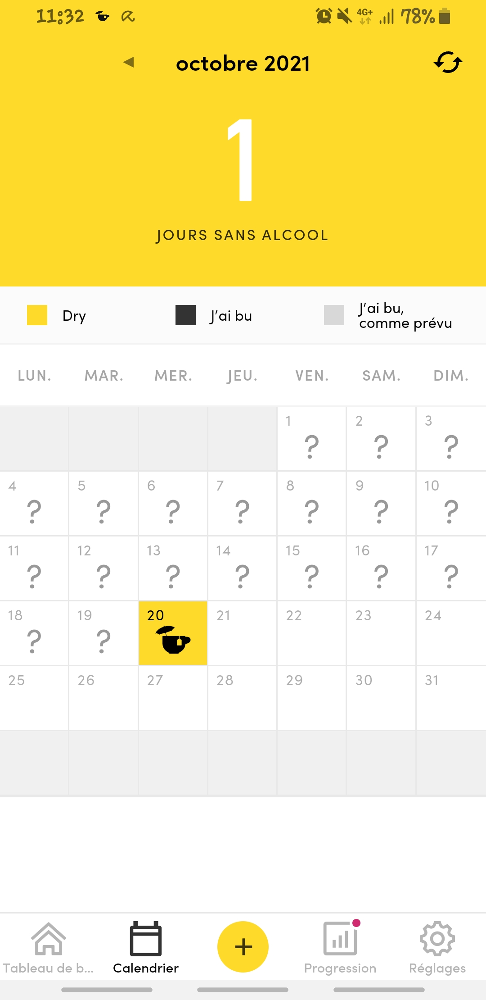 11:32 4G+ 78%
octobre 2021
1
JOURS SANS ALCOOL
Dry J'ai bu J'ai bu,
comme prévu
LUN. MAR. MER. JEU. VEN. SAM. DIM.
1 2 3
? ? ?
4 5 6 7 8 9 10
? ? ? ? ? ? ?
11 12 13 14 15 16 17
? ? ? ? ? ? ?
18 19 20 21 22 23 24
? ?
25 26 27 28 29 30 31
+
Tableau de b... Calendrier Progression Réglages